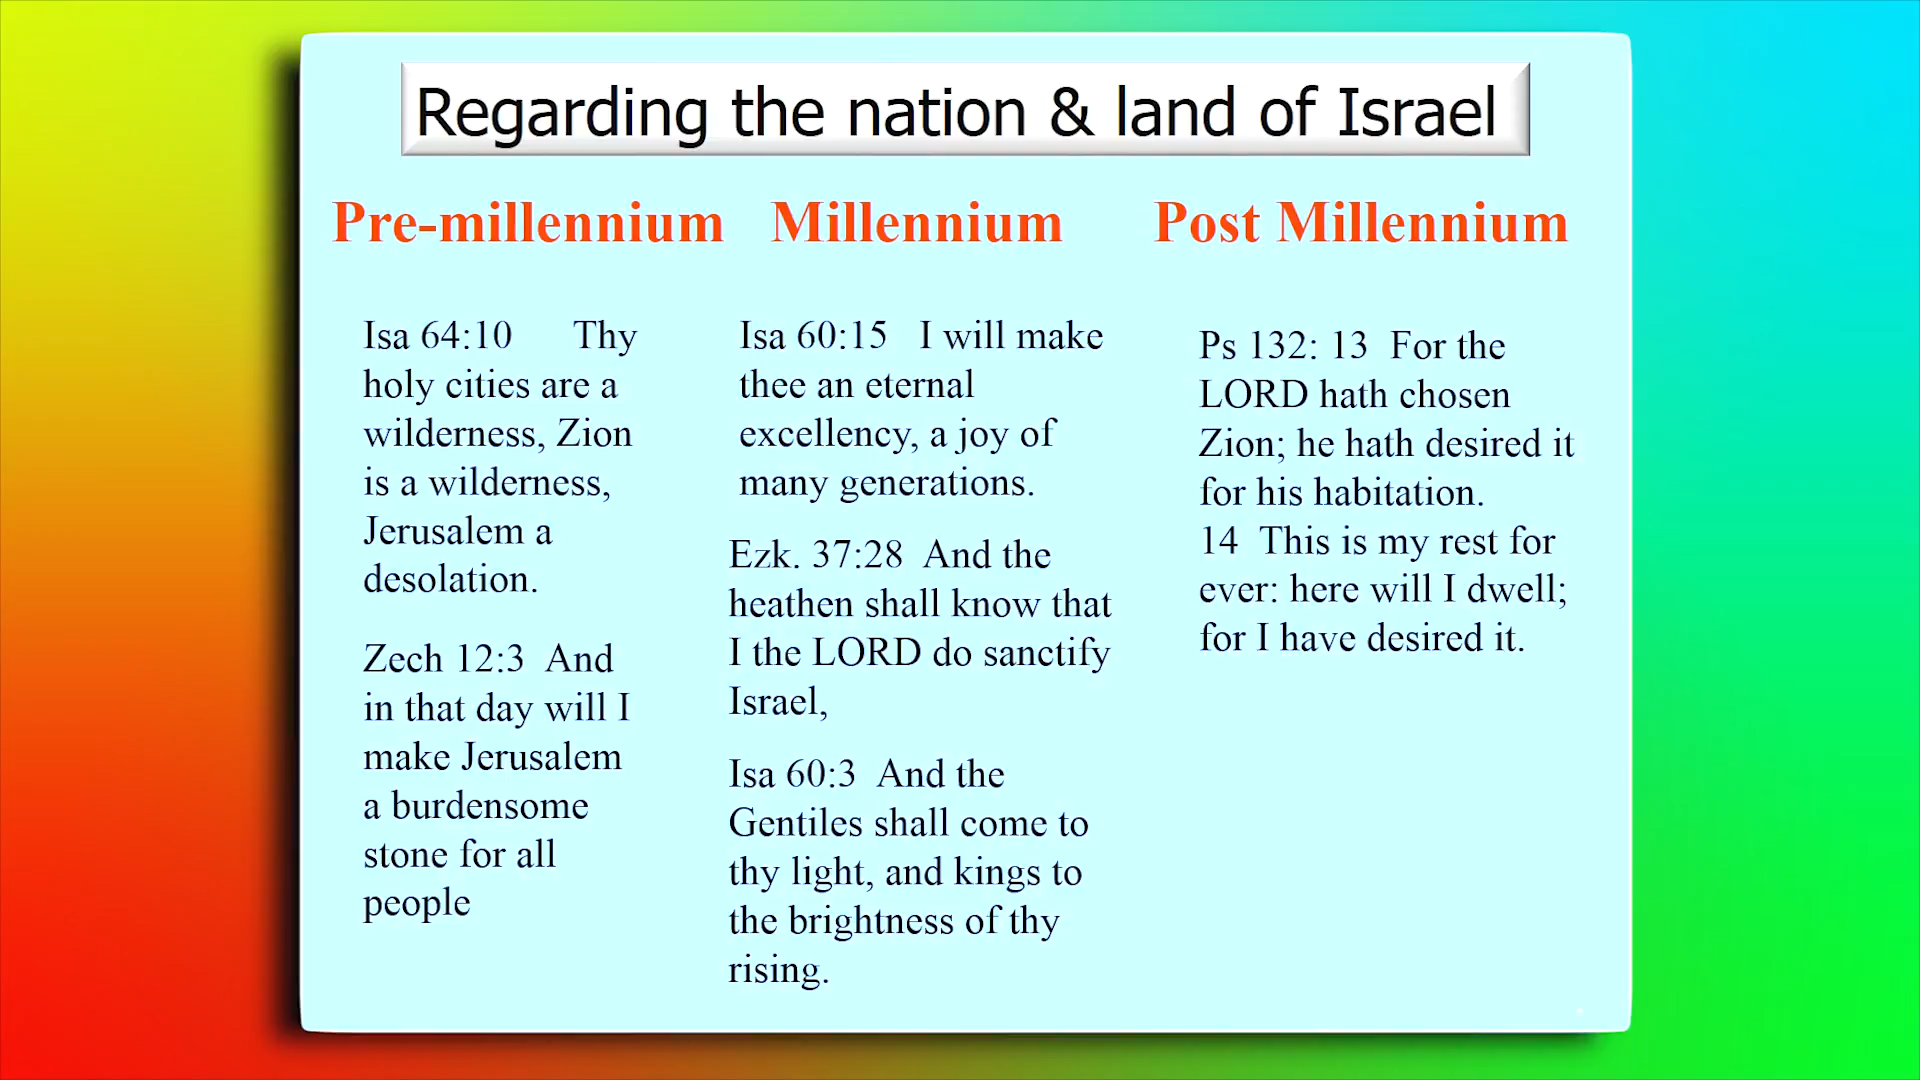 Regarding the nation & land of Israel
Pre-millennium
Isa 64:10 Thy
holy cities are a
wilderness, Zion
is a wilderness,
Jerusalem a
desolation.
Zech 12:3 And
in that day will I
make Jerusalem
a burdensome
stone for all
people
Millennium
Isa 60:15 I will make
thee an eternal
excellency, a joy of
many generations.
Ezk. 37:28 And the
heathen shall know that
I the LORD do sanctify
Israel,
Isa 60:3 And the
Gentiles shall come to
thy light, and kings to
the brightness of thy
rising.
Post Millennium
Ps 132: 13 For the
LORD hath chosen
Zion; he hath desired it
for his habitation.
14 This is my rest for
ever: here will I dwell;
for I have desired it.